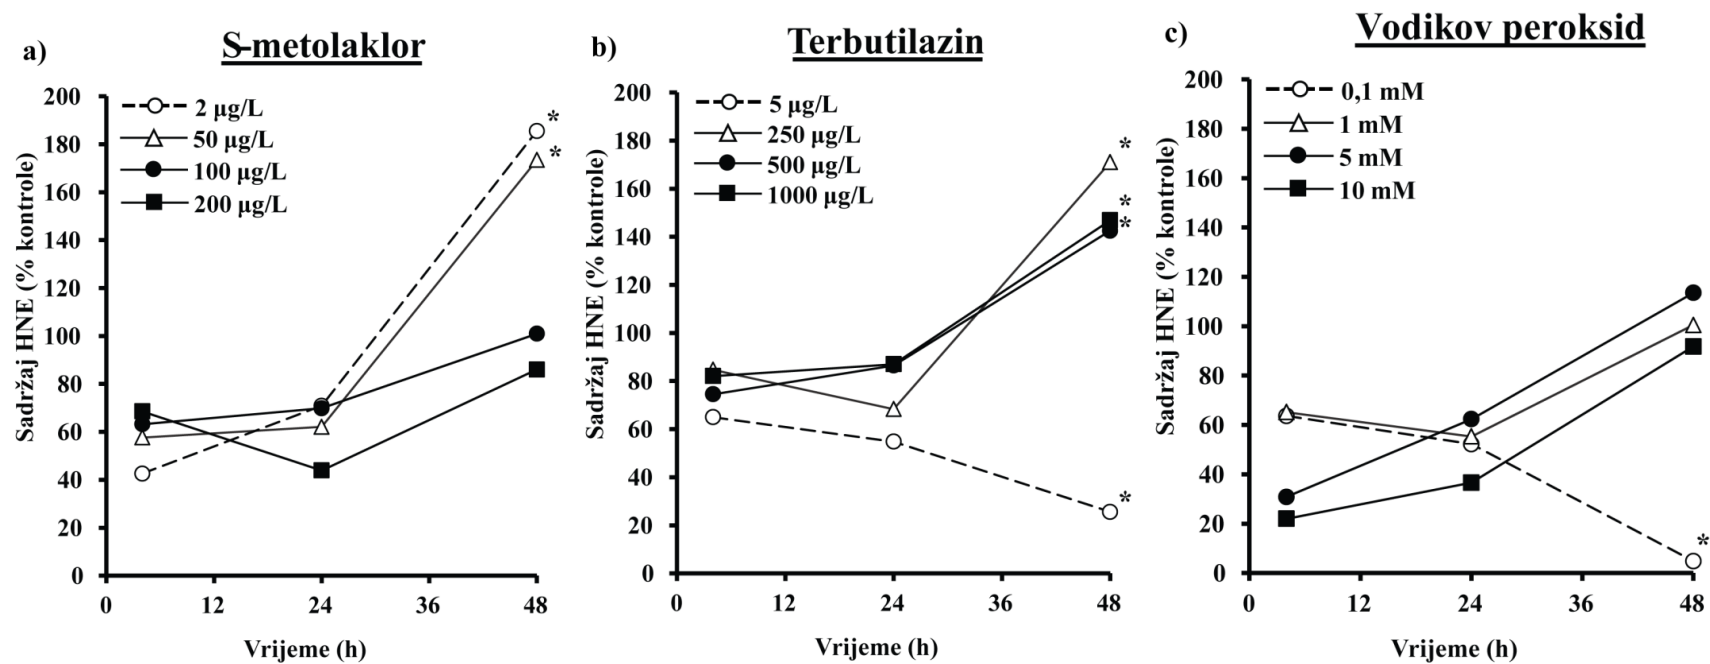 a)
S-metolaklor
2 µg/L
50 µg/L
100 µg/L
200 µg/L
*
*
Sadržaj HNE (% kontrole)
200
180
160
140
120
100
80
60
40
20
0
0 12 24 36 48
Vrijeme (h)
b)
Terbutilazin
5 µg/L
250 µg/L
500 µg/L
1000 µg/L
*
*
*
*
Sadržaj HNE (% kontrole)
200
180
160
140
120
100
80
60
40
20
0
0 12 24 36 48
Vrijeme (h)
c)
Vodikov peroksid
0,1 mM
1 mM
5 mM
10 mM
*
Sadržaj HNE (% kontrole)
200
180
160
140
120
100
80
60
40
20
0
0 12 24 36 48
Vrijeme (h)